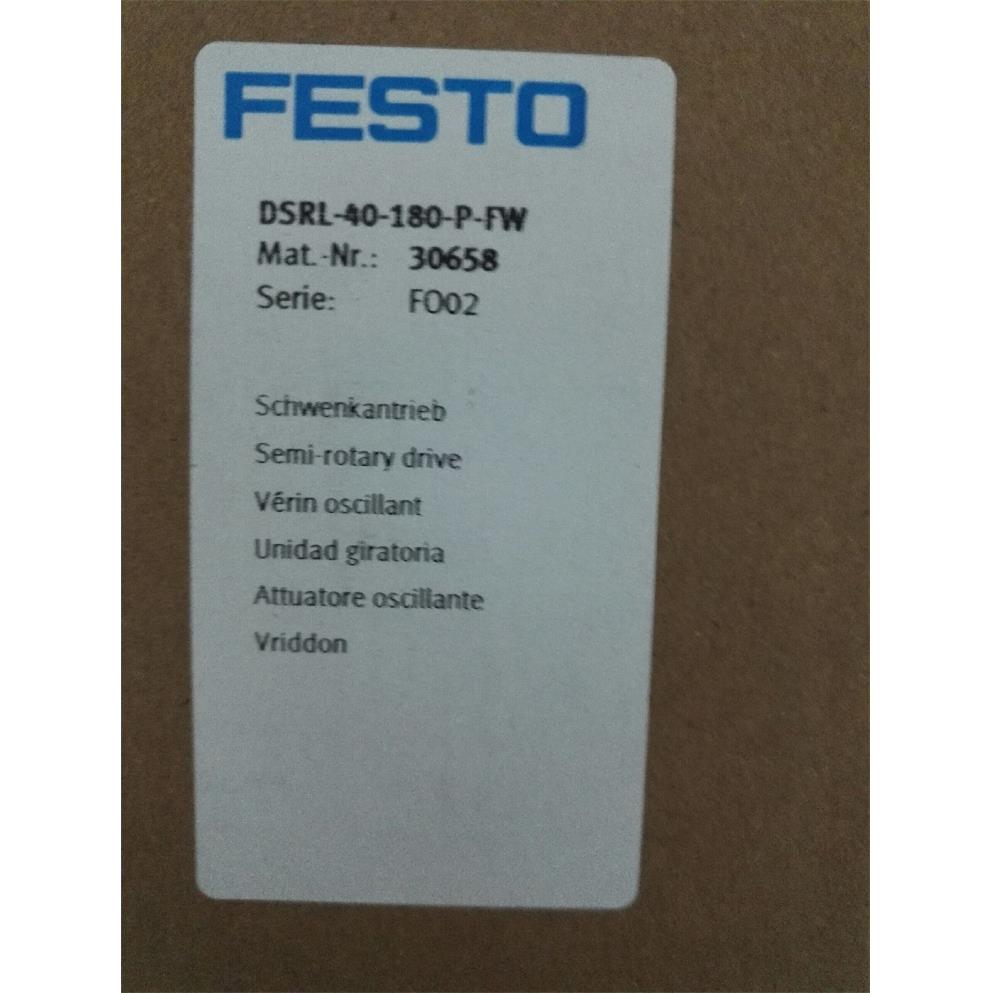 FESTO
DSRL-40-180-P-FW
Mat.-Nr.: 30658
Serie: FO02
Schwenkantrieb
Semi-rotary drive
Vérin oscillant
Unidad giratoria
Attuatore oscillante
Vriddon